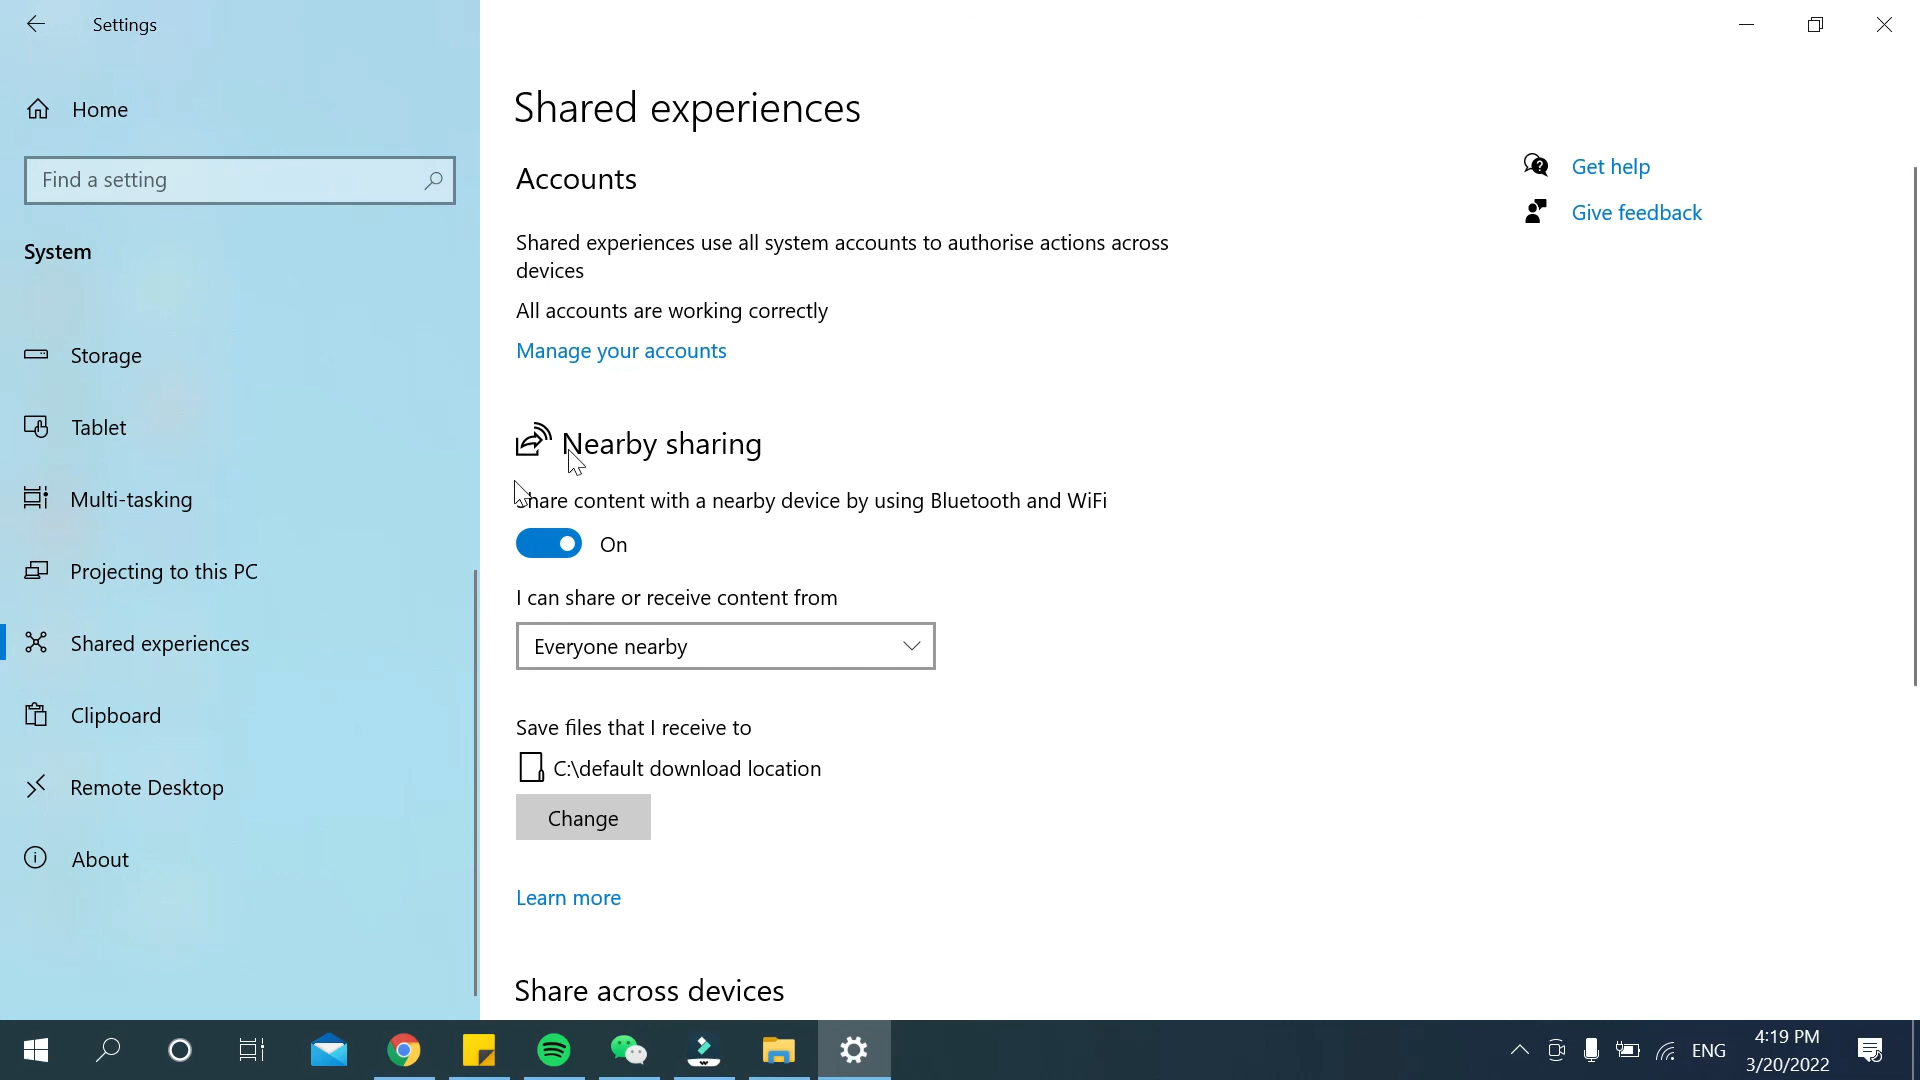 Settings
Home
Find a setting
System
Storage
Tablet
Multi-tasking
Projecting to this PC
Shared experiences
Clipboard
Remote Desktop
About
Shared experiences
Accounts
Shared experiences use all system accounts to authorise actions across
devices
All accounts are working correctly
Manage your accounts
Nearby sharing
Share content with a nearby device by using Bluetooth and WiFi
On
I can share or receive content from
Everyone nearby
Save files that I receive to
C:\default download location
Change
Learn more
Share across devices
Get help
Give feedback
ENG
4:19 PM
3/20/2022